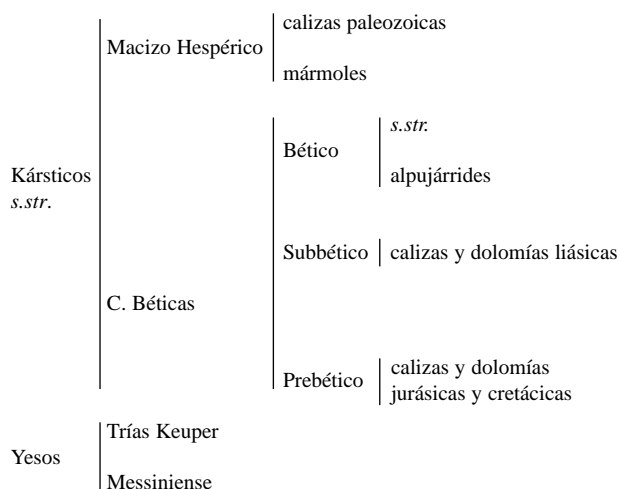 calizas paleozoicas
Macizo Hespérico
mármoles
s.str.
Bético
alpujárrides
Kársticos
s.str.
Subbético
calizas y dolomías liásicas
C. Béticas
Prebético
calizas y dolomías
jurásicas y cretácicas
Trías Keuper
Yesos
Messiniense